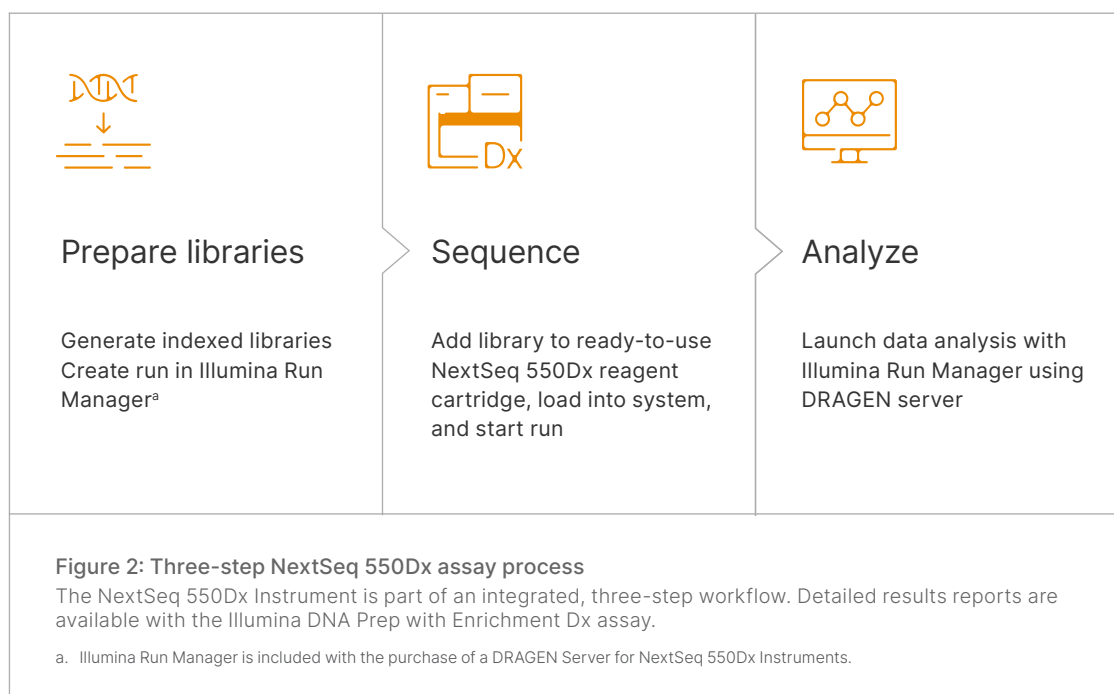 Dx
Prepare libraries
Generate indexed libraries
Create run in Illumina Run
Managerᵃ
Sequence
Add library to ready-to-use
NextSeq 550Dx reagent
cartridge, load into system,
and start run
Analyze
Launch data analysis with
Illumina Run Manager using
DRAGEN server
Figure 2: Three-step NextSeq 550Dx assay process
The NextSeq 550Dx Instrument is part of an integrated, three-step workflow. Detailed results reports are
available with the Illumina DNA Prep with Enrichment Dx assay.
a. Illumina Run Manager is included with the purchase of a DRAGEN Server for NextSeq 550Dx Instruments.